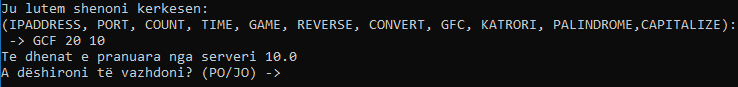 Ju lutem shenoni kerkesen:
(IPADDRESS, PORT, COUNT, TIME, GAME, REVERSE, CONVERT, GFC, KATRORI, PALINDROME,CAPITALIZE):
-> GCF 20 10
Te dhenat e pranuara nga serveri 10.0
A dëshironi të vazhdoni? (PO/JO) ->